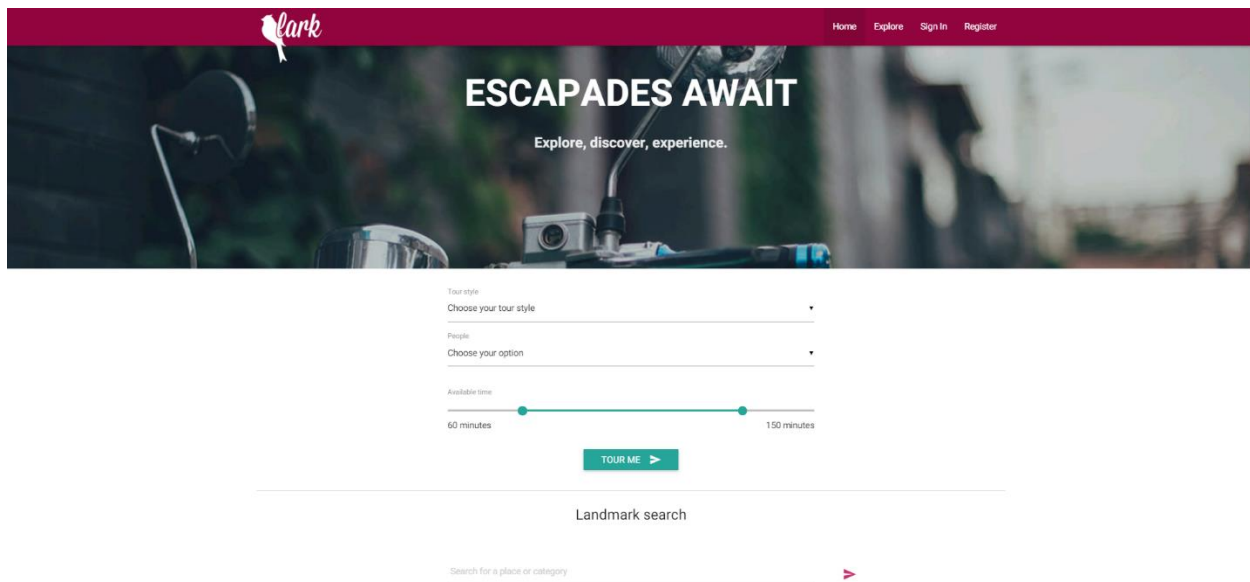 lark
Home Explore Sign In Register
ESCAPADES AWAIT
Explore, discover, experience.
Tour style
Choose your tour style
People
Choose your option
Available time
60 minutes 150 minutes
TOUR ME
Landmark search
Search for a place or category